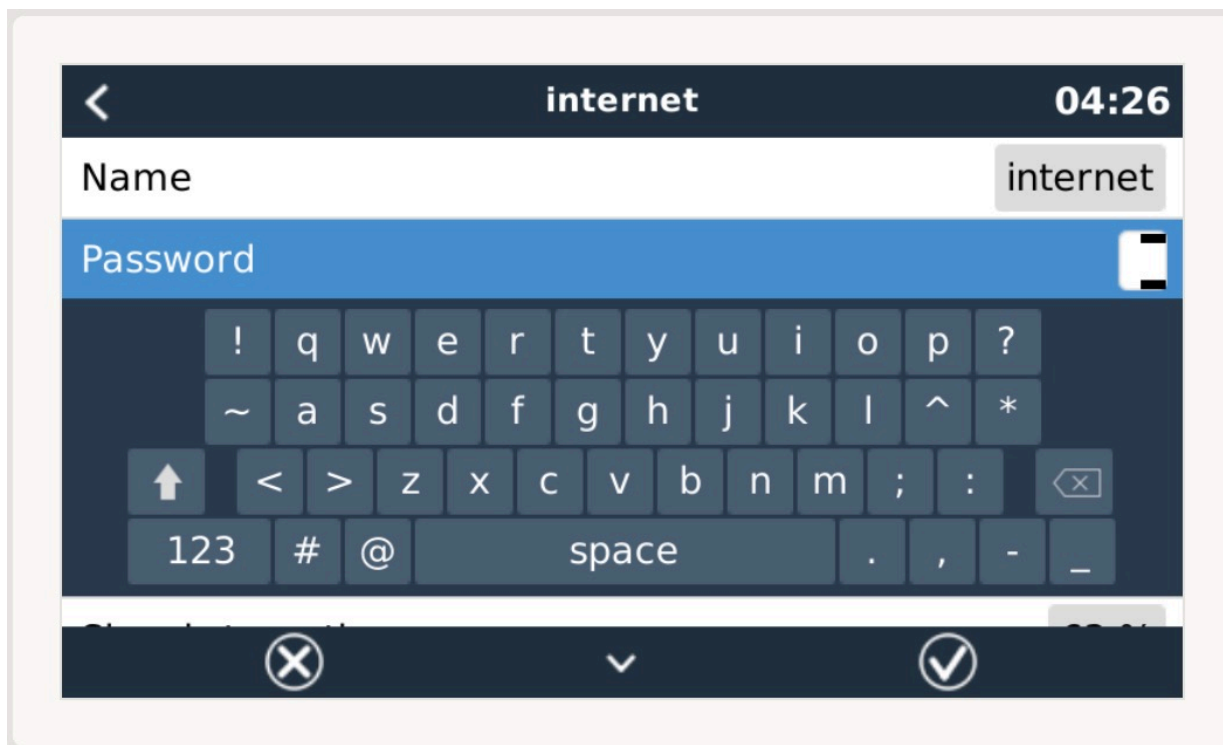 internet 04:26
Name internet
Password
! q w e r t y u i o p ?
~ a s d f g h j k l ^ *
< > z x c v b n m ; :
123 # @ space . , - _